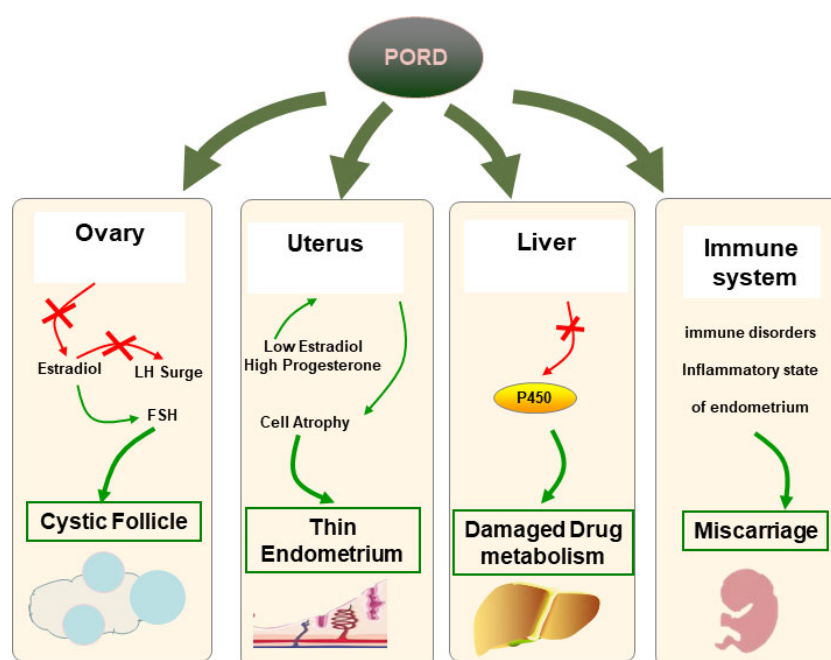 PORD
Ovary
Estradiol
LH Surge
FSH
Cystic Follicle
Uterus
Low Estradiol
High Progesterone
Cell Atrophy
Thin
Endometrium
Liver
P450
Damaged Drug
metabolism
Immune
system
immune disorders
Inflammatory state
of endometrium
Miscarriage